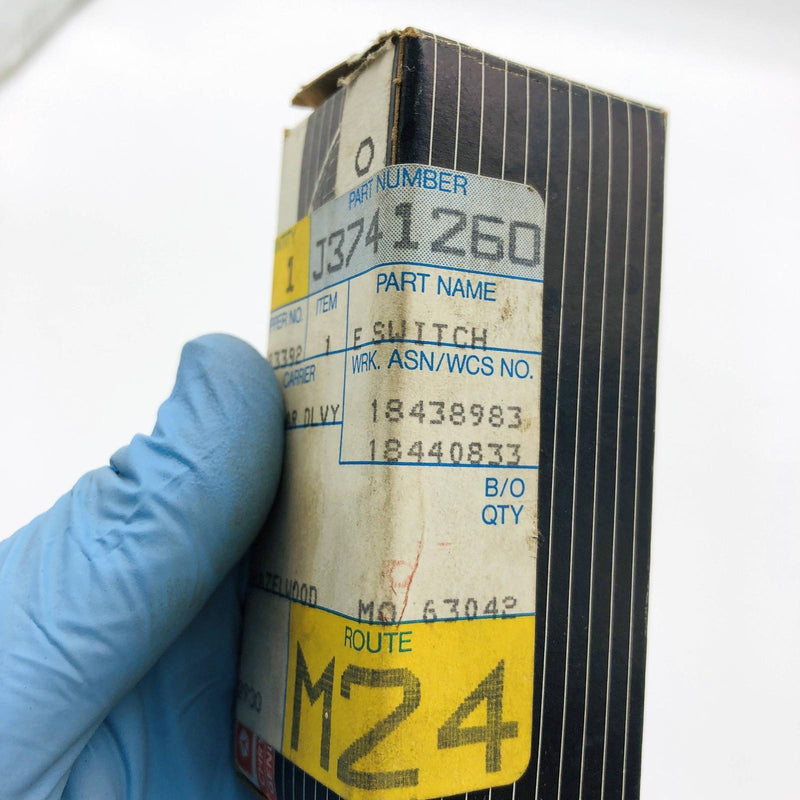 O
PART NUMBER
J3741260
1
PART NAME
ITEM
E SWITCH
1
WRK. ASN/WCS NO.
CARRIER
DLVY
18438983
18440833
B/O
QTY
MO 63042
ROUTE
M24